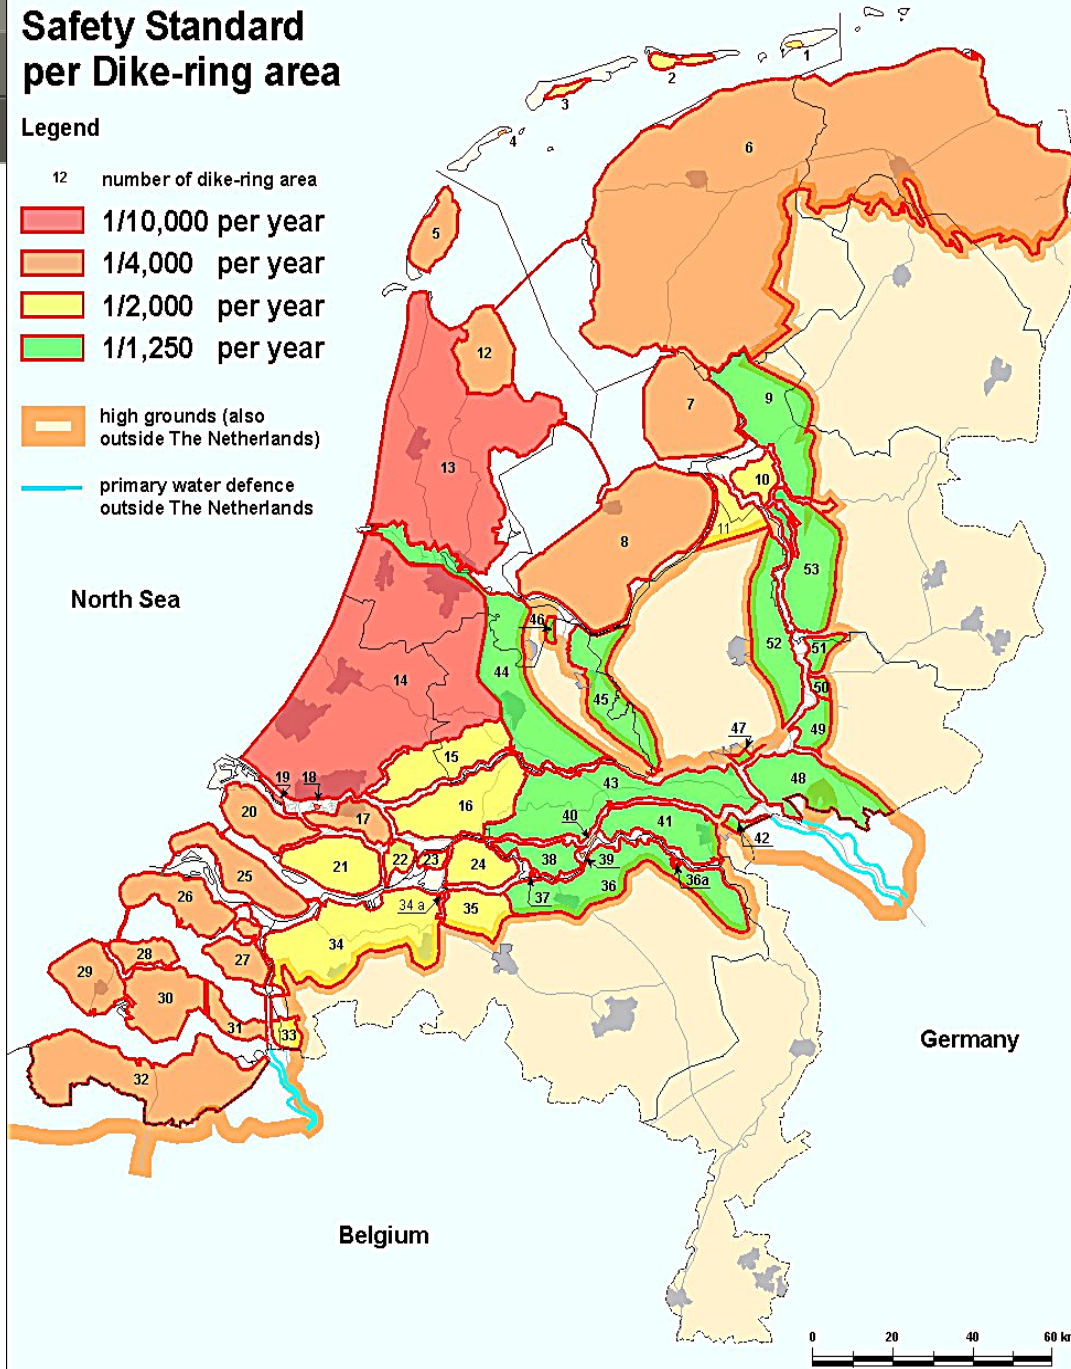 Safety Standard
per Dike-ring area
Legend
12 number of dike-ring area
1/10,000 per year
1/4,000 per year
1/2,000 per year
1/1,250 per year
high grounds (also
outside The Netherlands)
primary water defence
outside The Netherlands
1
2
3
4
5
6
12
7
9
13
10
11
8
53
North Sea
46
52
51
44
14
45
50
49
47
15
19
18
43
48
16
20
17
40
41
42
21
22
23
24
38
39
25
36a
26
37
36
34 a
35
34
28
27
29
30
31
33
Germany
32
Belgium
0 20 40 60 km